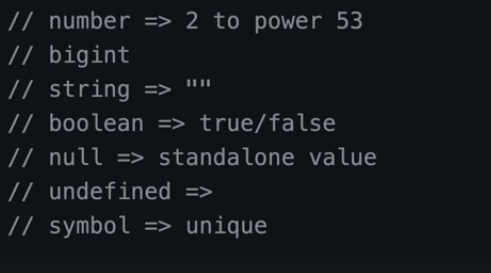 // number => 2 to power 53
// bigint
// string => ""
// boolean => true/false
// null => standalone value
// undefined =>
// symbol => unique